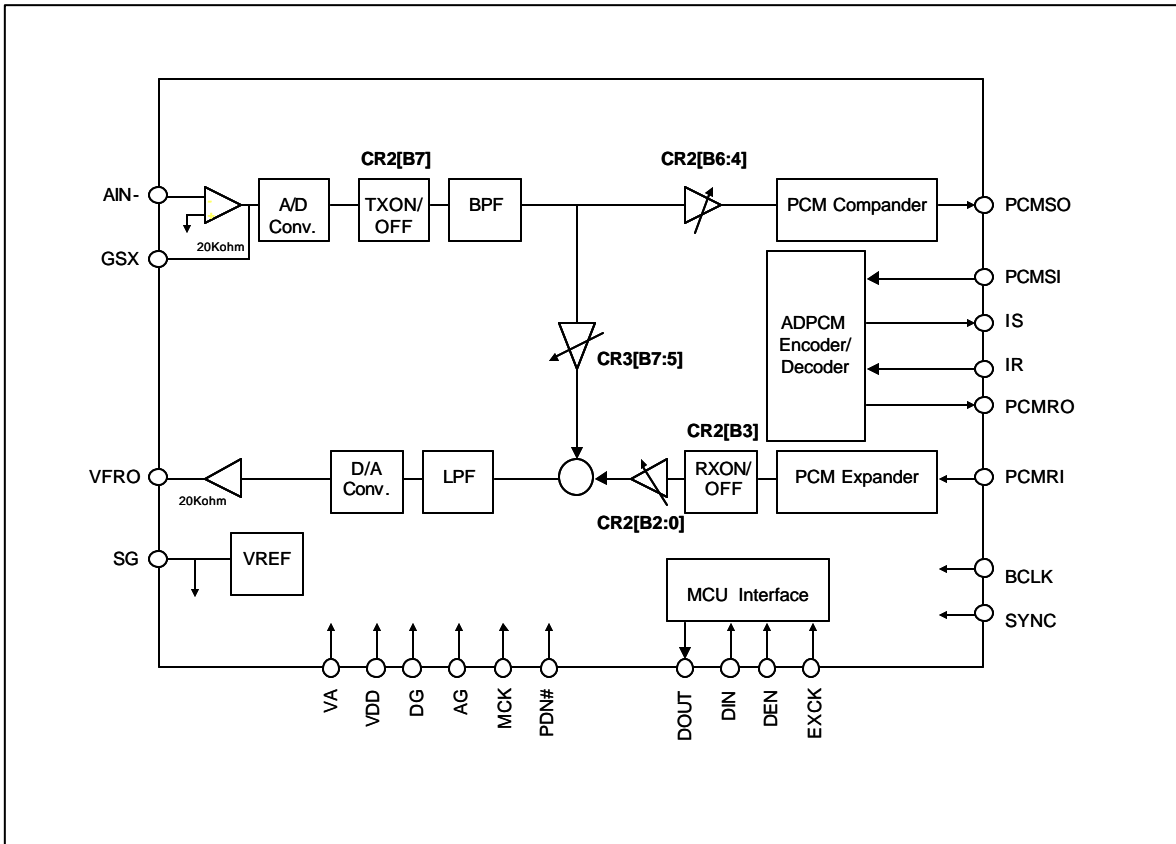 CR2[B7]
CR2[B6:4]
AIN-
A/D
Conv.
TXON/
OFF
BPF
PCM Compander
PCMSO
20Kohm
GSX
PCMSI
ADPCM
Encoder/
Decoder
IS
CR3[B7:5]
IR
PCMRO
CR2[B3]
VFRO
D/A
Conv.
LPF
RXON/
OFF
PCM Expander
PCMRI
20Kohm
CR2[B2:0]
SG
VREF
MCU Interface
BCLK
SYNC
VA
VDD
DG
AG
MCK
PDN#
DOUT
DIN
DEN
EXCK